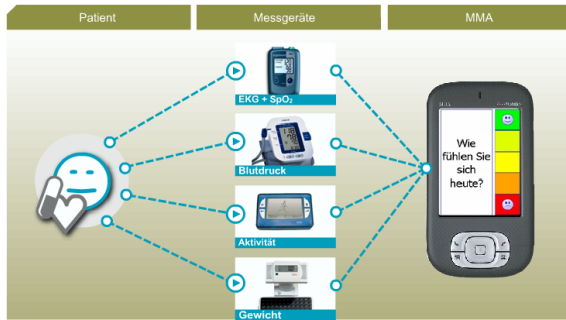 Patient
Messgeräte
MMA
EKG + SpO₂
Blutdruck
Aktivität
Gewicht
Wie
fühlen Sie
sich
heute?